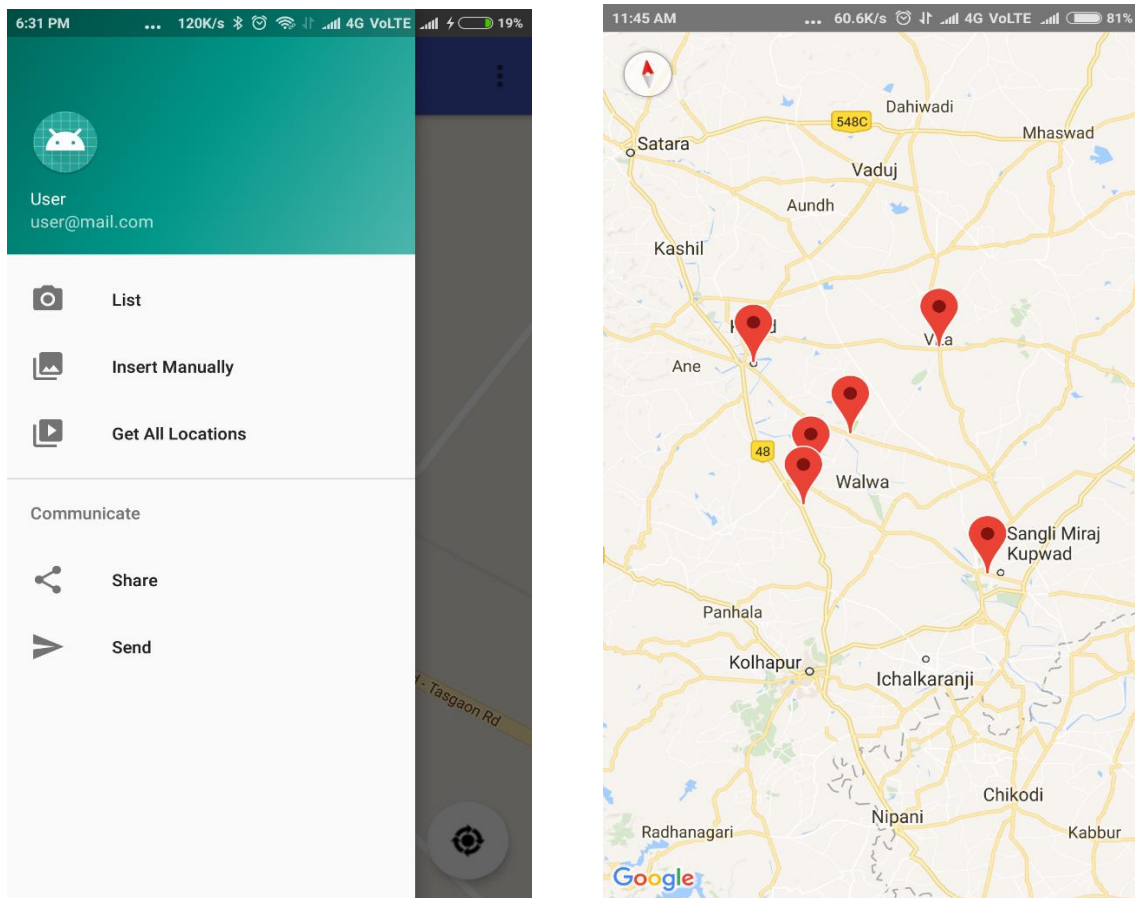 6:31 PM ... 120K/s 4G VoLTE 19%
User
user@mail.com
List
Insert Manually
Get All Locations
Communicate
Share
Send
- Tasgaon Rd
11:45 AM ... 60.6K/s 4G VoLTE 81%
Dahiwadi
548C
Mhaswad
Satara
Vaduj
Aundh
Kashil
Ane
48
Walwa
Sangli Miraj
Kupwad
Panhala
Kolhapur
Ichalkaranji
Chikodi
Nipani
Radhanagari
Kabbur
Google